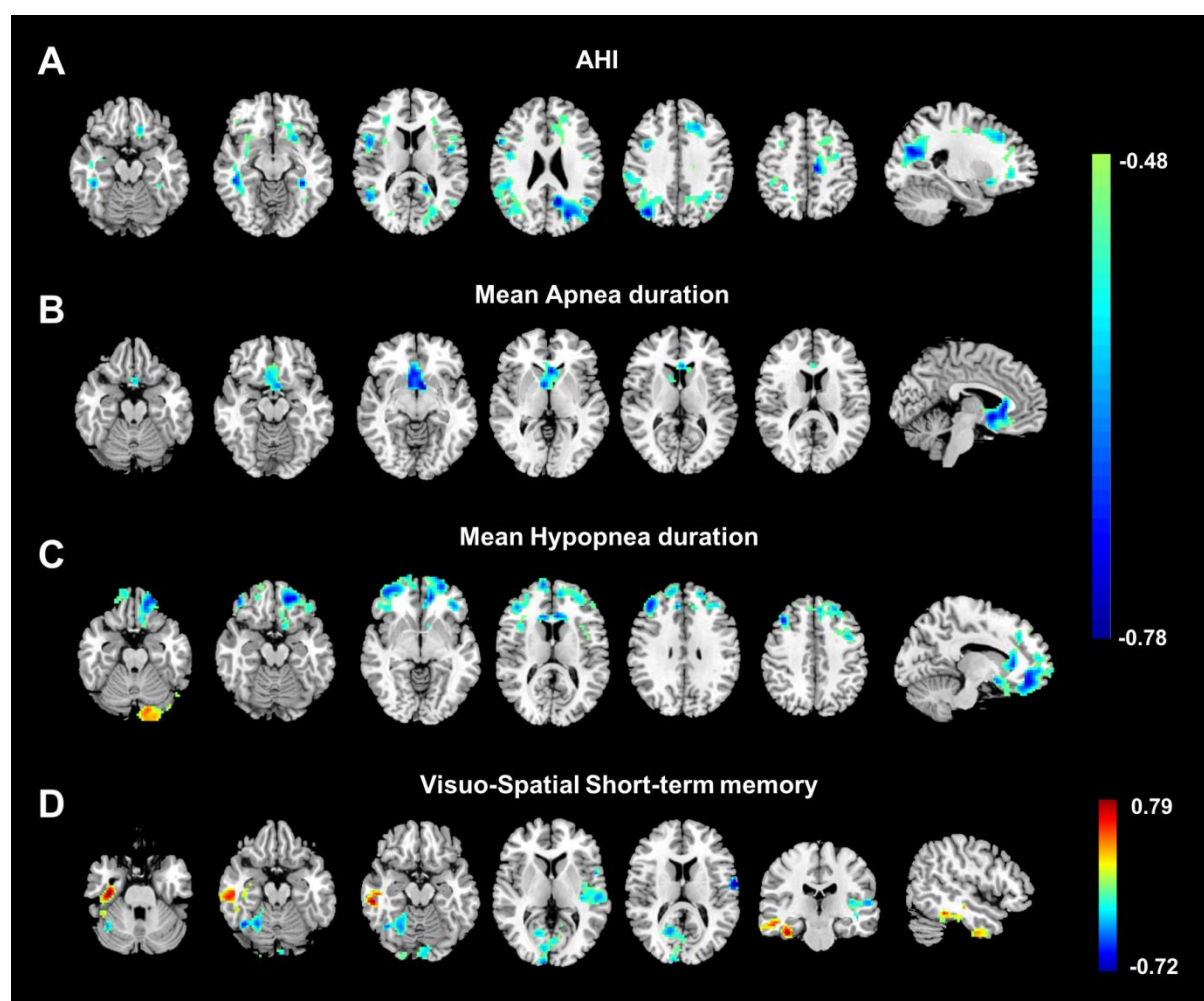 A
AHI
-0.48
B
Mean Apnea duration
C
Mean Hypopnea duration
-0.78
D
Visuo-Spatial Short-term memory
0.79
-0.72